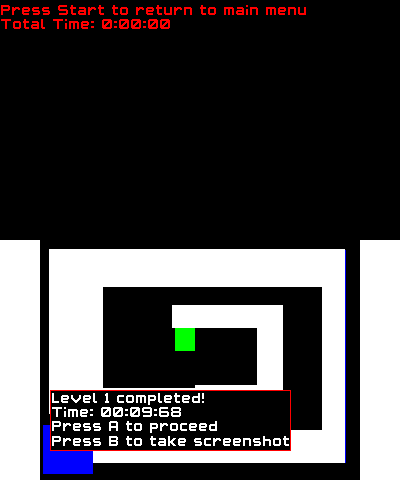 Press Start to return to main menu
Total Time: 0:00:00
Level 1 completed!
Time: 00:09:68
Press A to proceed
Press B to take screenshot